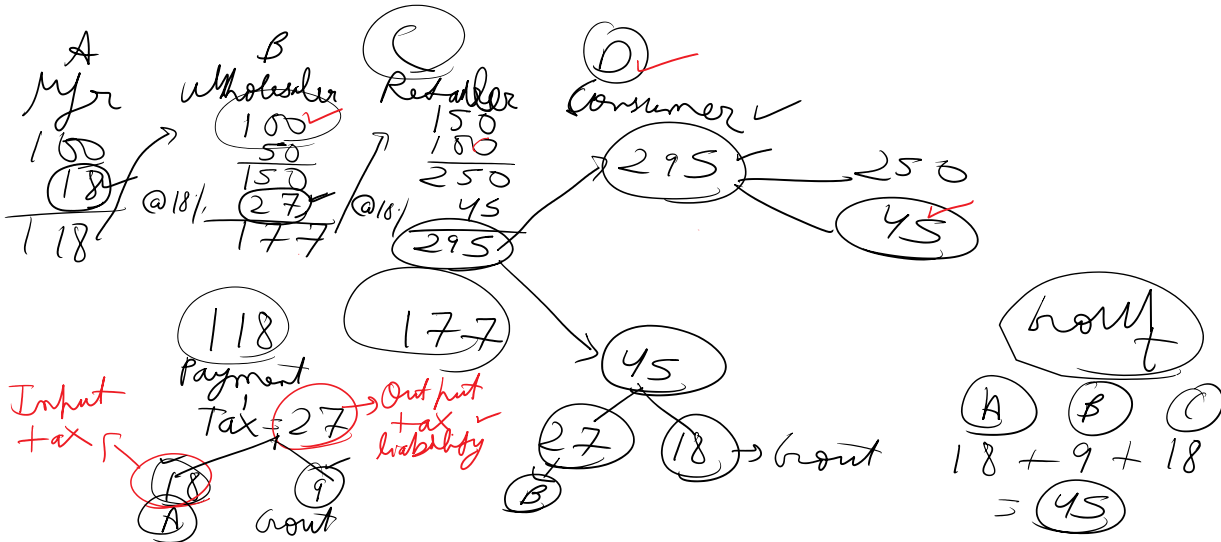 A
Mfr
100
18
118
B
Wholesaler
100
50
150
@18%
27
177
C
Retailer
150
100
250
@18%
45
295
D
Consumer
295
250
45
118
Payment
Tax = 27
Output
tax
liability
Input
tax
18
9
A
Govt
177
45
27
18
Govt
B
Govt
A B C
18 + 9 + 18
= 45